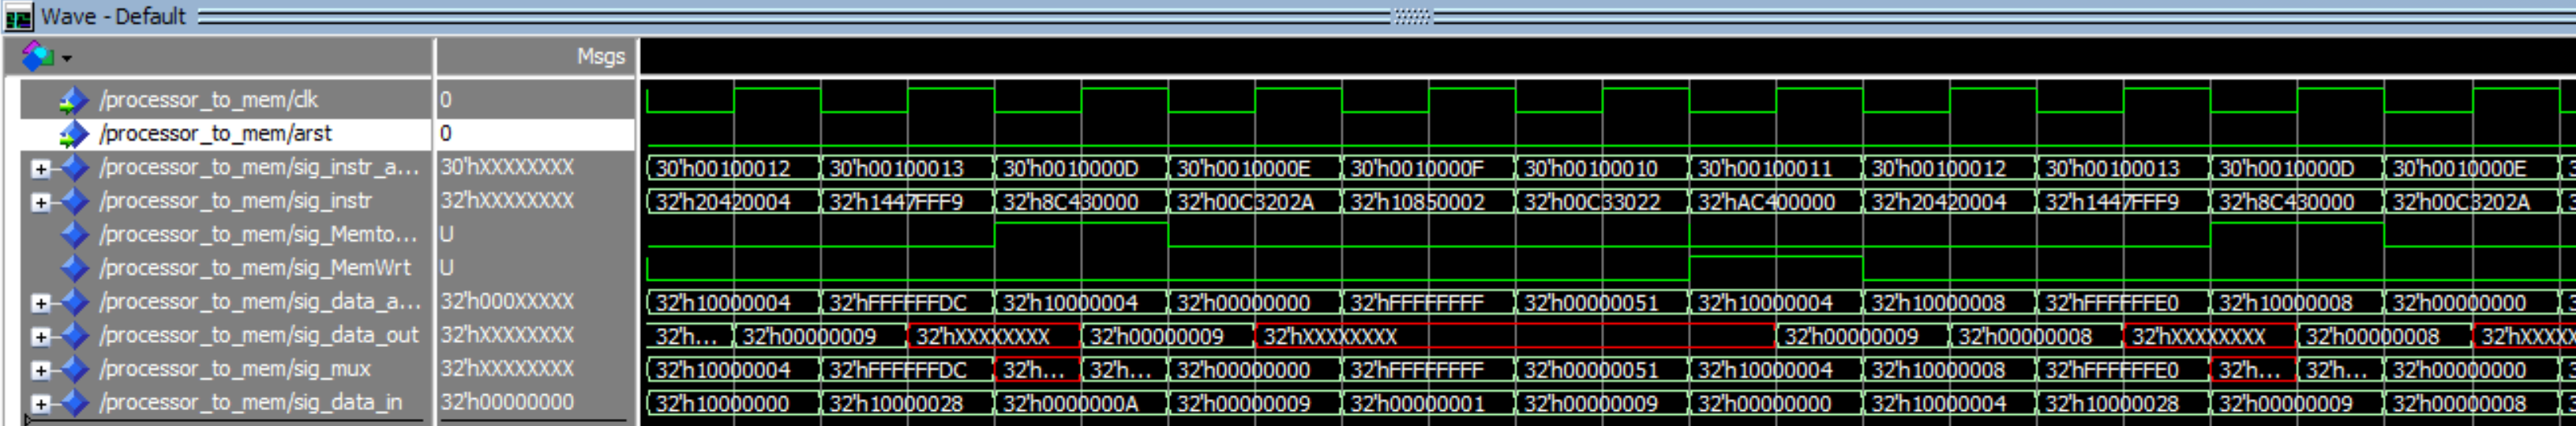 Wave - Default
Msgs
/processor_to_mem/clk 0
/processor_to_mem/arst 0
/processor_to_mem/sig_instr_a... 30'hXXXXXXXX 30'h00100012 30'h00100013 30'h0010000D 30'h0010000E 30'h0010000F 30'h00100010 30'h00100011 30'h00100012 30'h00100013 30'h0010000D 30'h0010000E 3
/processor_to_mem/sig_instr 32'hXXXXXXXX 32'h20420004 32'h1447FFF9 32'h8C430000 32'h00C3202A 32'h10850002 32'h00C33022 32'hAC400000 32'h20420004 32'h1447FFF9 32'h8C430000 32'h00C3202A 3
/processor_to_mem/sig_Memto... U
/processor_to_mem/sig_MemWrt U
/processor_to_mem/sig_data_a... 32'h000XXXXX 32'h10000004 32'hFFFFFFDC 32'h10000004 32'h00000000 32'hFFFFFFFF 32'h00000051 32'h10000004 32'h10000008 32'hFFFFFFE0 32'h10000008 32'h00000000 3
/processor_to_mem/sig_data_out 32'hXXXXXXXX 32'h... 32'h00000009 32'hXXXXXXXX 32'h00000009 32'hXXXXXXXX 32'h00000009 32'h00000008 32'hXXXXXXXX 32'h00000008 32'hXXXXX
/processor_to_mem/sig_mux 32'hXXXXXXXX 32'h10000004 32'hFFFFFFDC 32'h... 32'h... 32'h00000000 32'hFFFFFFFF 32'h00000051 32'h10000004 32'h10000008 32'hFFFFFFE0 32'h... 32'h... 32'h00000000 3
/processor_to_mem/sig_data_in 32'h00000000 32'h10000000 32'h10000028 32'h0000000A 32'h00000009 32'h00000001 32'h00000009 32'h00000000 32'h10000004 32'h10000028 32'h00000009 32'h00000008 3